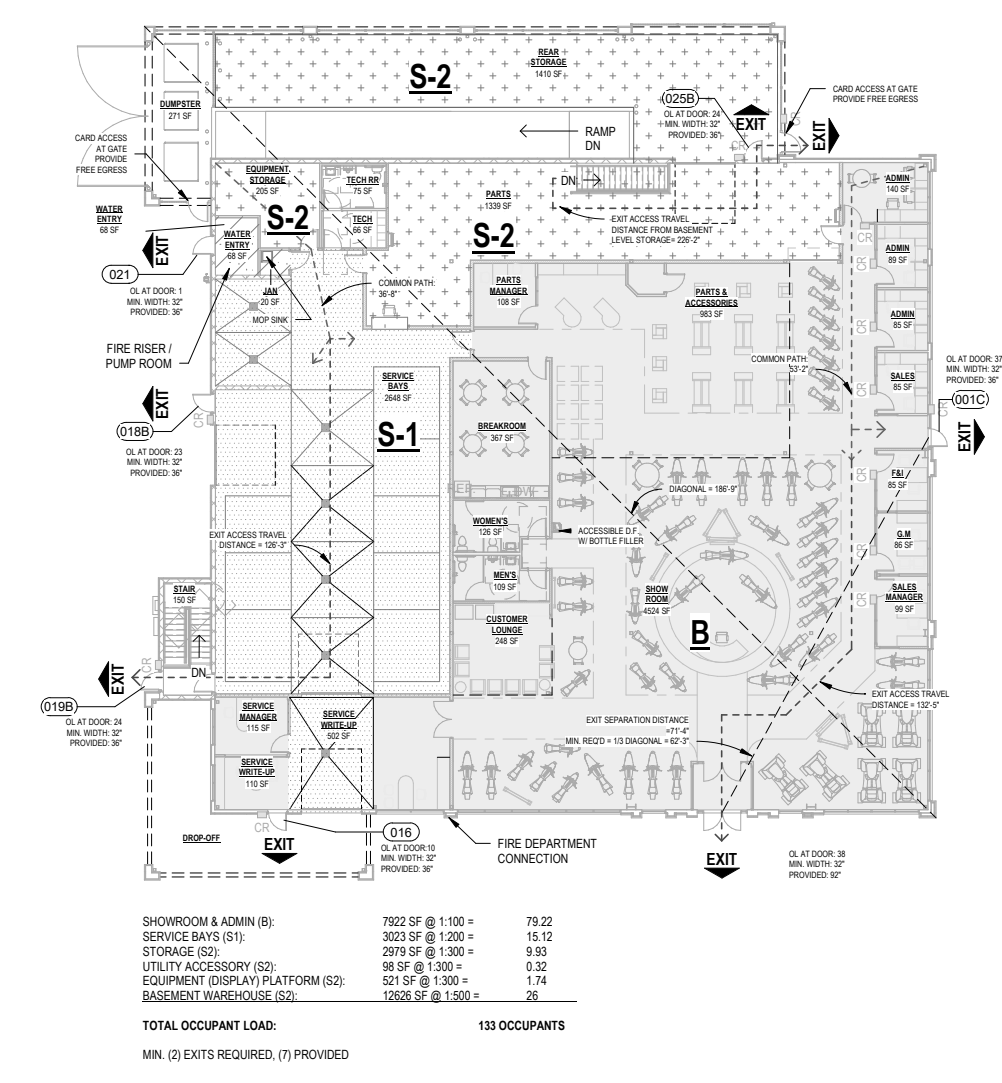 REAR
STORAGE
1410 SF
S-2
DUMPSTER
271 SF
025B
OL AT DOOR: 24
MIN. WIDTH: 32"
PROVIDED: 36"
EXIT
EXIT
CR
CR
CARD ACCESS AT GATE
PROVIDE FREE EGRESS
CARD ACCESS
AT GATE
PROVIDE
FREE EGRESS
RAMP
DN
EQUIPMENT
STORAGE
205 SF
S-2
TECH RR
75 SF
TECH
66 SF
PARTS
1339 SF
S-2
DN
EXIT ACCESS TRAVEL
DISTANCE FROM BASEMENT
LEVEL STORAGE= 226'-2"
ADMIN
140 SF
WATER
ENTRY
68 SF
WATER
ENTRY
68 SF
EXIT
021
OL AT DOOR: 1
MIN. WIDTH: 32"
PROVIDED: 36"
JAN
20 SF
MOP SINK
COMMON PATH:
36'-8"
PARTS
MANAGER
108 SF
PARTS &
ACCESSORIES
983 SF
CR
ADMIN
89 SF
CR
ADMIN
85 SF
CR
FIRE RISER /
PUMP ROOM
COMMON PATH:
53'-2"
SALES
85 SF
CR
OL AT DOOR: 37
MIN. WIDTH: 32"
PROVIDED: 36"
001C
CR
EXIT
SERVICE
BAYS
2648 SF
S-1
EXIT
018B
CR
OL AT DOOR: 23
MIN. WIDTH: 32"
PROVIDED: 36"
BREAKROOM
367 SF
REF
DW
F&I
85 SF
CR
DIAGONAL = 186'-9"
G.M
86 SF
CR
WOMEN'S
126 SF
ACCESSIBLE D.F.
W/ BOTTLE FILLER
EXIT ACCESS TRAVEL
DISTANCE = 126'-3"
MEN'S
109 SF
STAIR
150 SF
SHOW
ROOM
4524 SF
B
SALES
MANAGER
99 SF
CR
CUSTOMER
LOUNGE
248 SF
EXIT
CR
DN
019B
OL AT DOOR: 24
MIN. WIDTH: 32"
PROVIDED: 36"
EXIT ACCESS TRAVEL
DISTANCE = 132'-5"
SERVICE
MANAGER
115 SF
SERVICE
WRITE-UP
502 SF
EXIT SEPARATION DISTANCE
=71'-4"
MIN. REQ'D = 1/3 DIAGONAL = 62'-3"
SERVICE
WRITE-UP
110 SF
DROP-OFF
CR
EXIT
016
OL AT DOOR:10
MIN. WIDTH: 32"
PROVIDED: 36"
FIRE DEPARTMENT
CONNECTION
EXIT
OL AT DOOR: 38
MIN. WIDTH: 32"
PROVIDED: 92"
SHOWROOM & ADMIN (B): 7922 SF @ 1:100 = 79.22
SERVICE BAYS (S1): 3023 SF @ 1:200 = 15.12
STORAGE (S2): 2979 SF @ 1:300 = 9.93
UTILITY ACCESSORY (S2): 98 SF @ 1:300 = 0.32
EQUIPMENT (DISPLAY) PLATFORM (S2): 521 SF @ 1:300 = 1.74
BASEMENT WAREHOUSE (S2): 12626 SF @ 1:500 = 26
TOTAL OCCUPANT LOAD: 133 OCCUPANTS
MIN. (2) EXITS REQUIRED, (7) PROVIDED